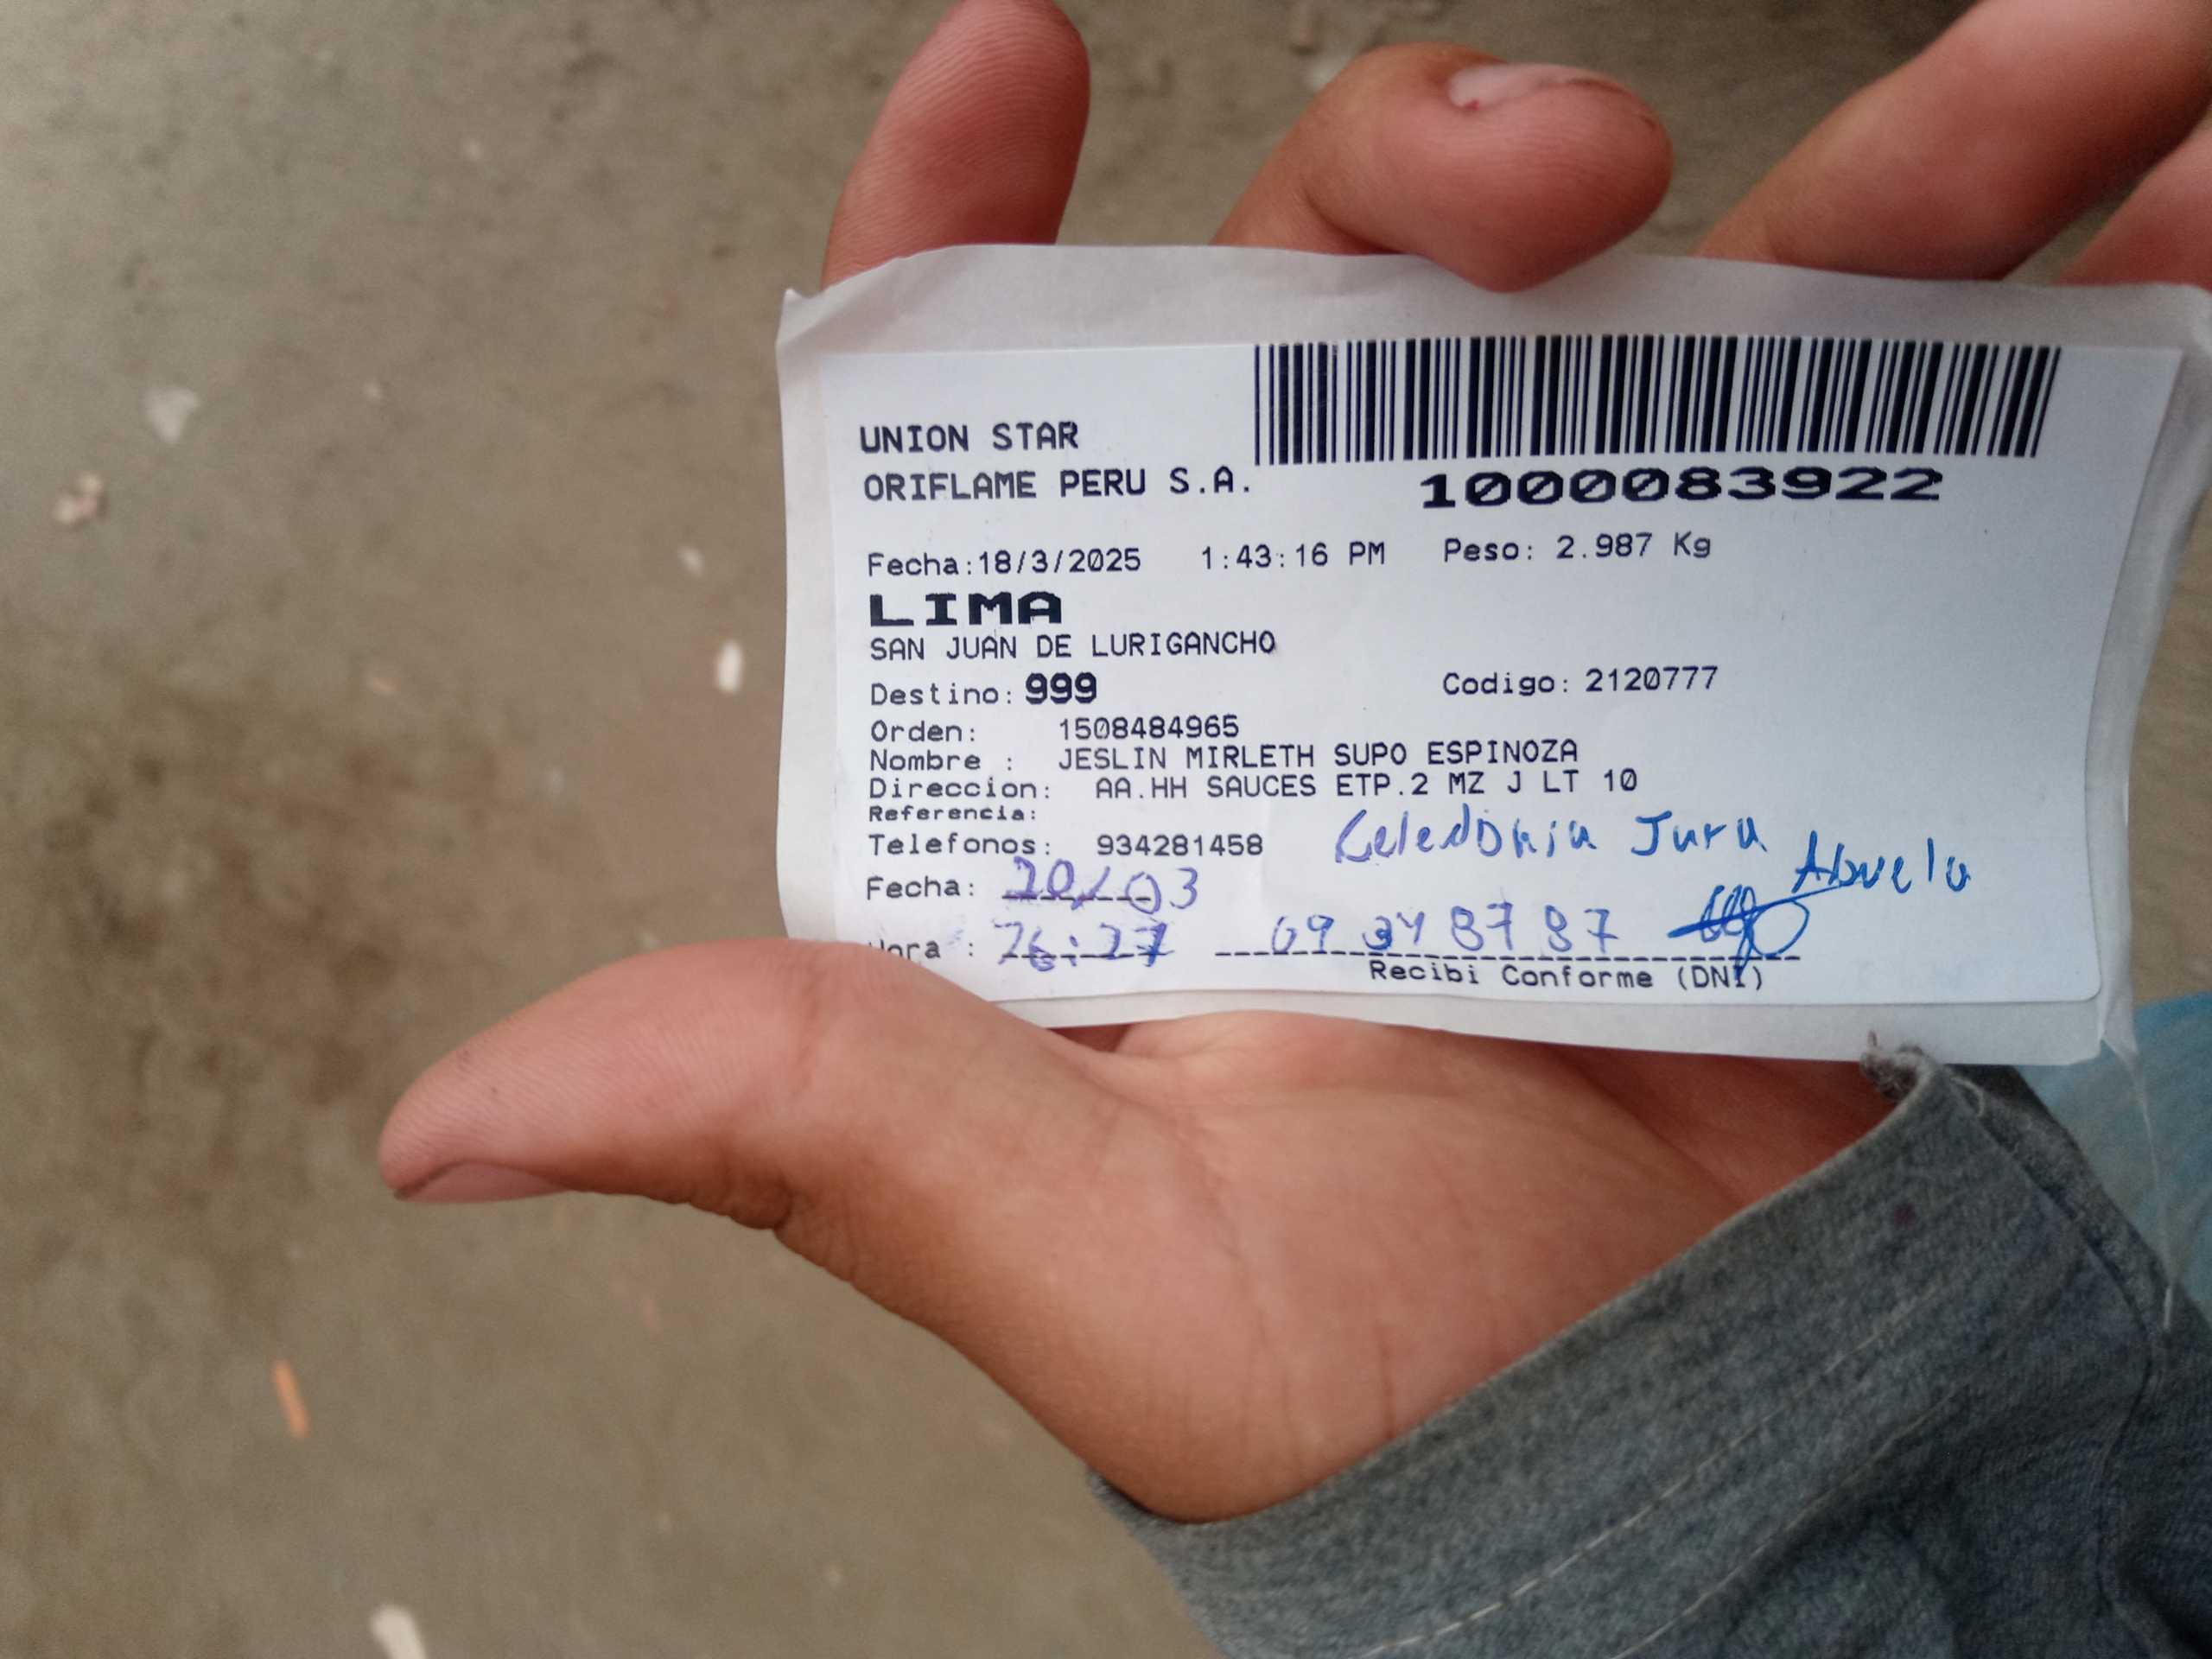 UNION STAR
ORIFLAME PERU S.A.
1000083922
Fecha:18/3/2025 1:43:16 PM Peso: 2.987 Kg
LIMA
SAN JUAN DE LURIGANCHO
Destino: 999 Codigo: 2120777
Orden: 1508484965
Nombre : JESLIN MIRLETH SUPO ESPINOZA
Direccion: AA.HH SAUCES ETP.2 MZ J LT 10
Referencia:
Telefonos: 934281458 Celedonia Jura Abuela
Fecha: 20/03
Hora : 09 34 87 87
Recibi Conforme (DNI)